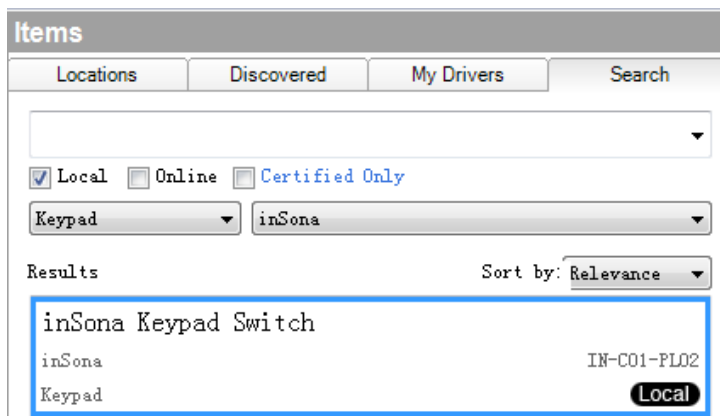 Items
Locations Discovered My Drivers Search
Local Online Certified Only
Keypad inSona
Results Sort by: Relevance
inSona Keypad Switch
inSona IN-C01-PL02
Keypad Local